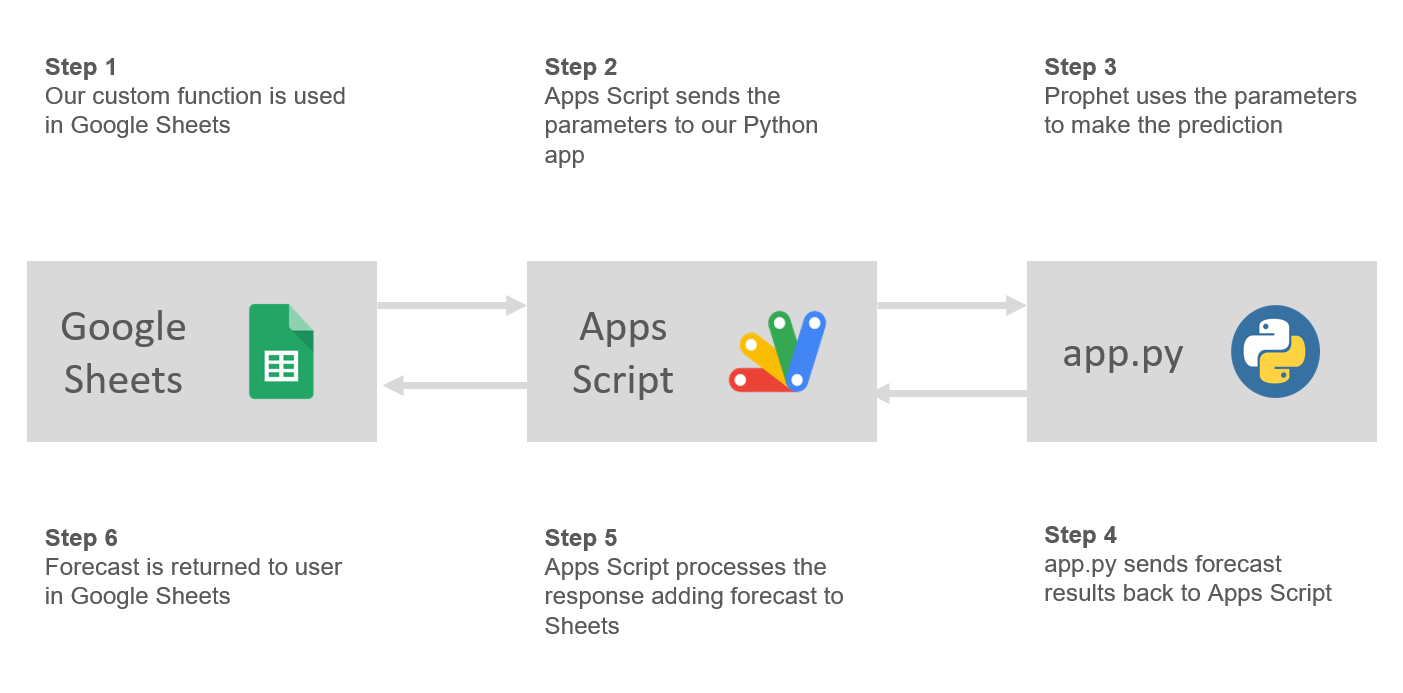 Step 1
Our custom function is used
in Google Sheets
Step 2
Apps Script sends the
parameters to our Python
app
Step 3
Prophet uses the parameters
to make the prediction
Google
Sheets
Apps
Script
app.py
Step 6
Forecast is returned to user
in Google Sheets
Step 5
Apps Script processes the
response adding forecast to
Sheets
Step 4
app.py sends forecast
results back to Apps Script